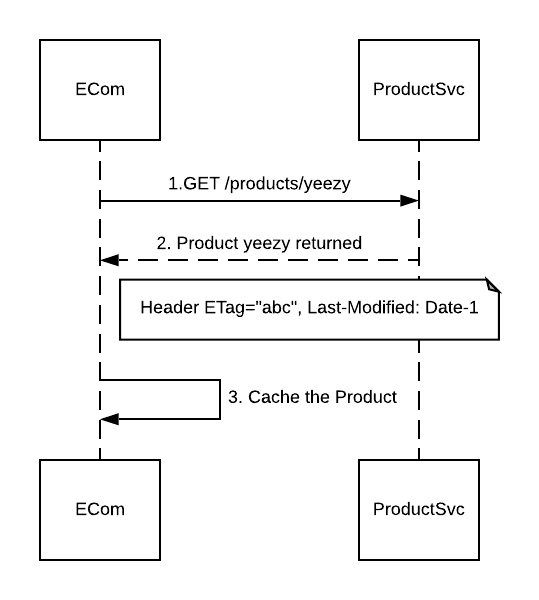 ECom
ProductSvc
1.GET /products/yeezy
2. Product yeezy returned
Header ETag="abc", Last-Modified: Date-1
3. Cache the Product
ECom
ProductSvc